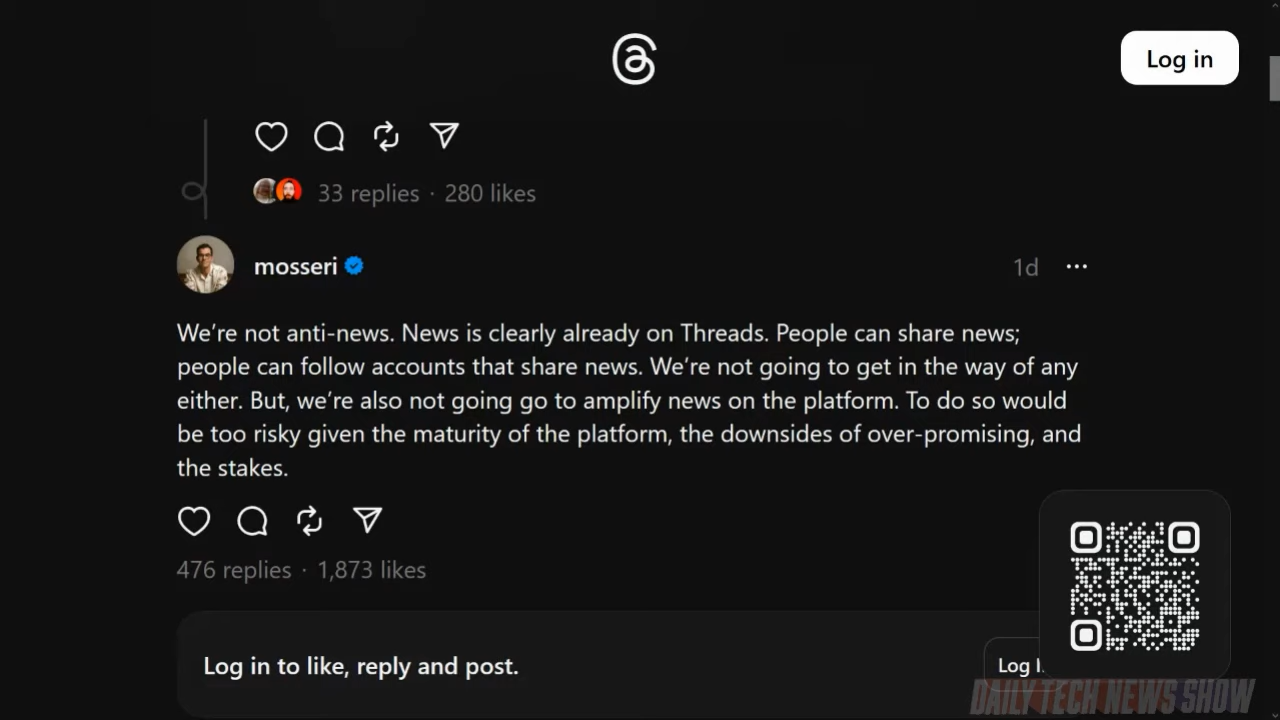 Log in
33 replies · 280 likes
mosseri
1d
We're not anti-news. News is clearly already on Threads. People can share news;
people can follow accounts that share news. We're not going to get in the way of any
either. But, we're also not going go to amplify news on the platform. To do so would
be too risky given the maturity of the platform, the downsides of over-promising, and
the stakes.
476 replies · 1,873 likes
Log in to like, reply and post.
Log
DAILY TECH NEWS SHOW